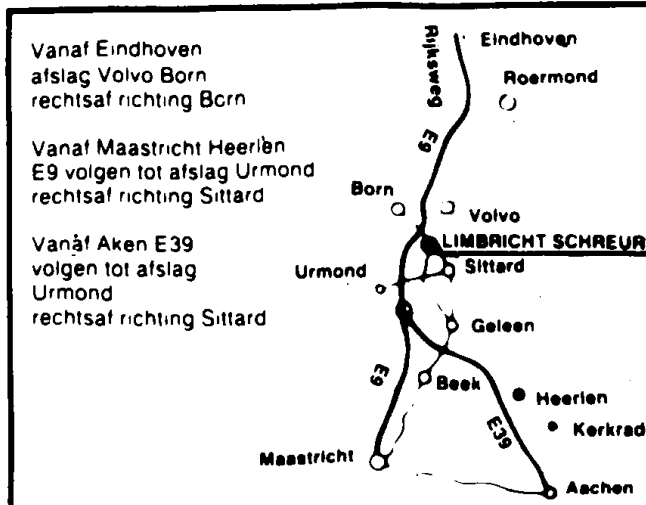 Vanaf Eindhoven
afslag Volvo Born
rechtsaf richting Born
Vanaf Maastricht Heerlen
E9 volgen tot afslag Urmond
rechtsaf richting Sittard
Vanaf Aken E39
volgen tot afslag
Urmond
rechtsaf richting Sittard
Rijksweg
Eindhoven
Roermond
E9
Born
Volvo
LIMBRICHT SCHREUR
Sittard
Urmond
Geleen
E9
Beek
Heerlen
E39
Kerkrad
Maastricht
Aachen